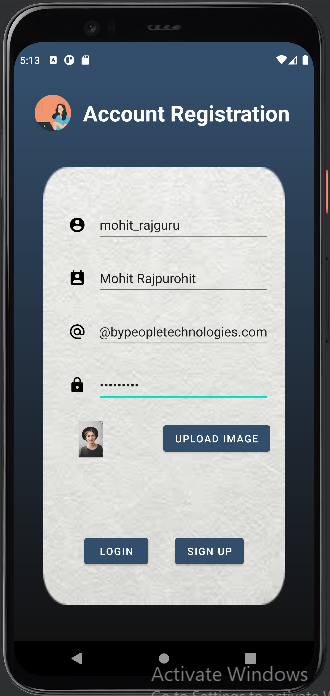 5:13
Account Registration
mohit_rajguru
Mohit Rajpurohit
@bypeopletechnologies.com
•••••••••
UPLOAD IMAGE
LOGIN
SIGN UP
Activate Windows
Go to Settings to activate